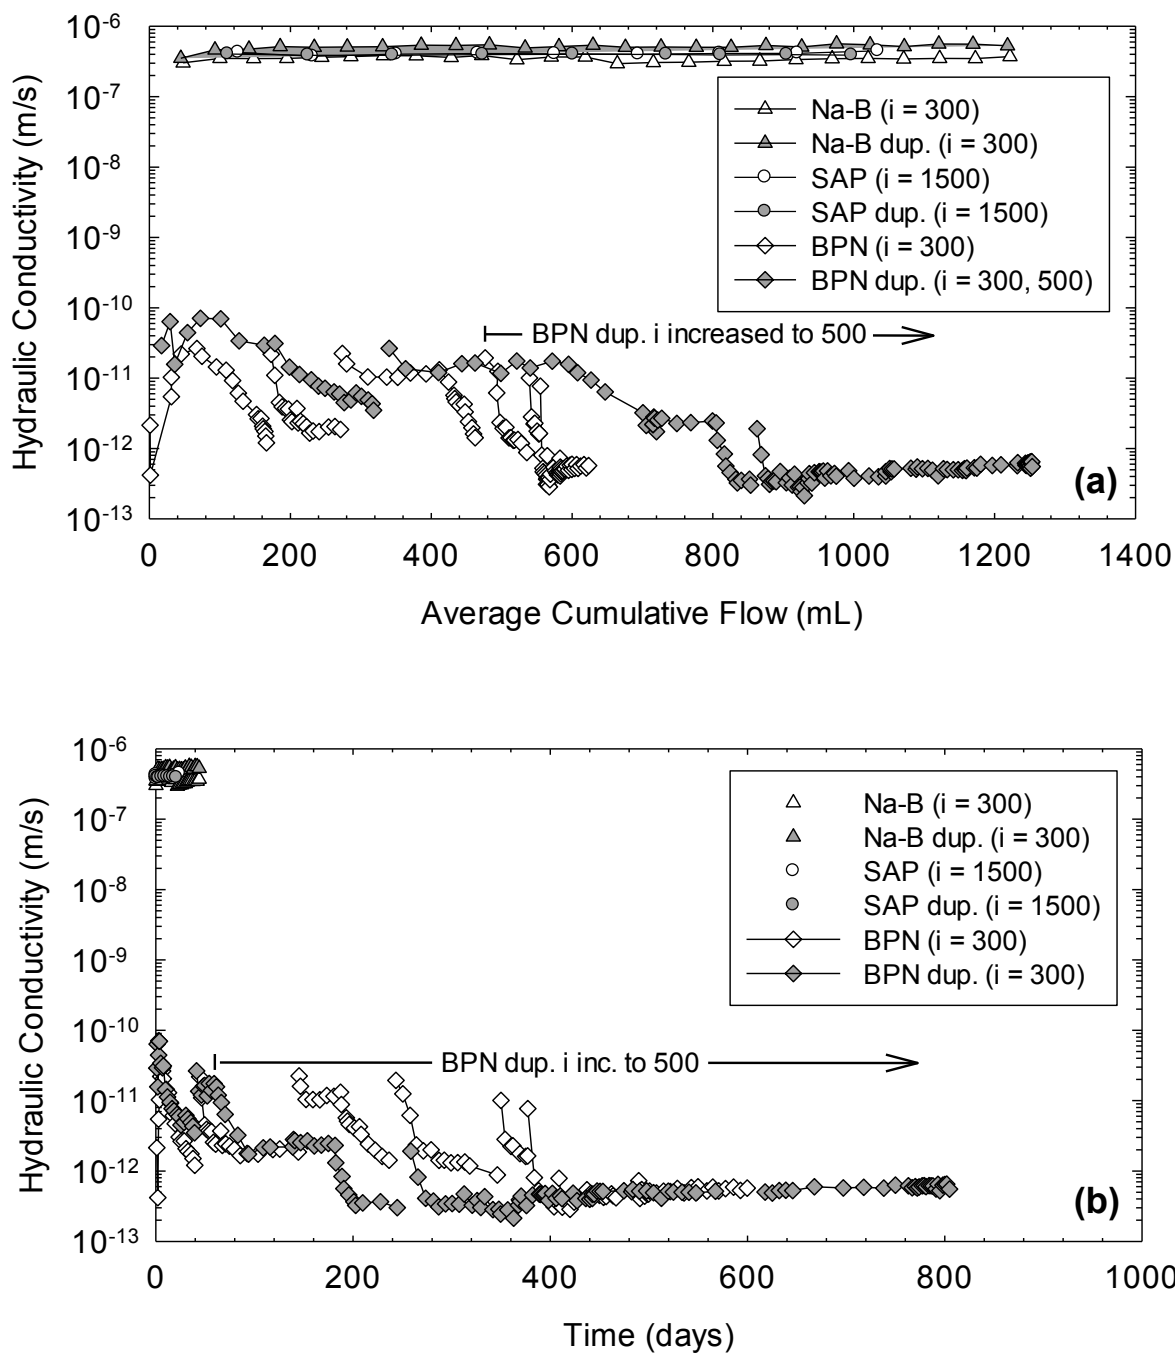 10-6
10-7
10-8
10-9
10-10
10-11
10-12
10-13
Hydraulic Conductivity (m/s)
Na-B (i = 300)
Na-B dup. (i = 300)
SAP (i = 1500)
SAP dup. (i = 1500)
BPN (i = 300)
BPN dup. (i = 300, 500)
BPN dup. i increased to 500
(a)
0 200 400 600 800 1000 1200 1400
Average Cumulative Flow (mL)
10-6
10-7
10-8
10-9
10-10
10-11
10-12
10-13
Hydraulic Conductivity (m/s)
Na-B (i = 300)
Na-B dup. (i = 300)
SAP (i = 1500)
SAP dup. (i = 1500)
BPN (i = 300)
BPN dup. (i = 300)
BPN dup. i inc. to 500
(b)
0 200 400 600 800 1000
Time (days)